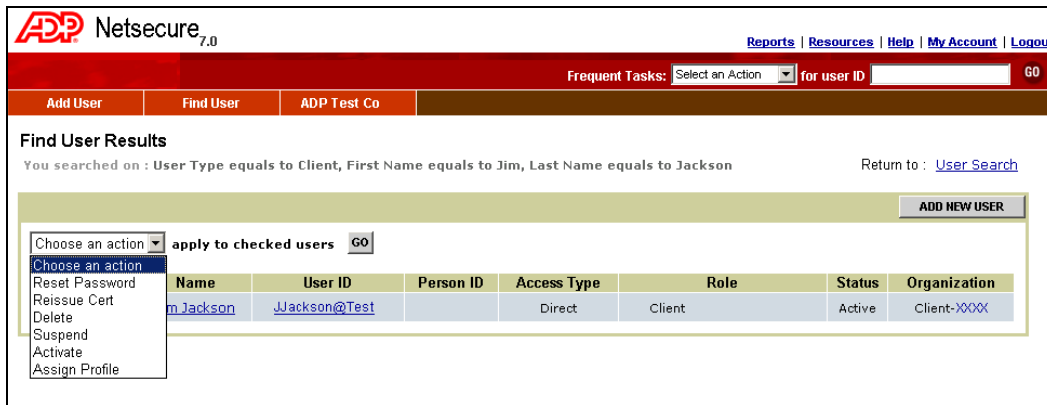 ADP Netsecure 7.0
Reports | Resources | Help | My Account | Logou
Frequent Tasks: Select an Action for user ID GO
Add User Find User ADP Test Co
Find User Results
You searched on : User Type equals to Client, First Name equals to Jim, Last Name equals to Jackson Return to : User Search
ADD NEW USER
Choose an action apply to checked users GO
Choose an action
Reset Password
Reissue Cert
Delete
Suspend
Activate
Assign Profile
Name User ID Person ID Access Type Role Status Organization
m Jackson JJackson@Test Direct Client Active Client-XXXX